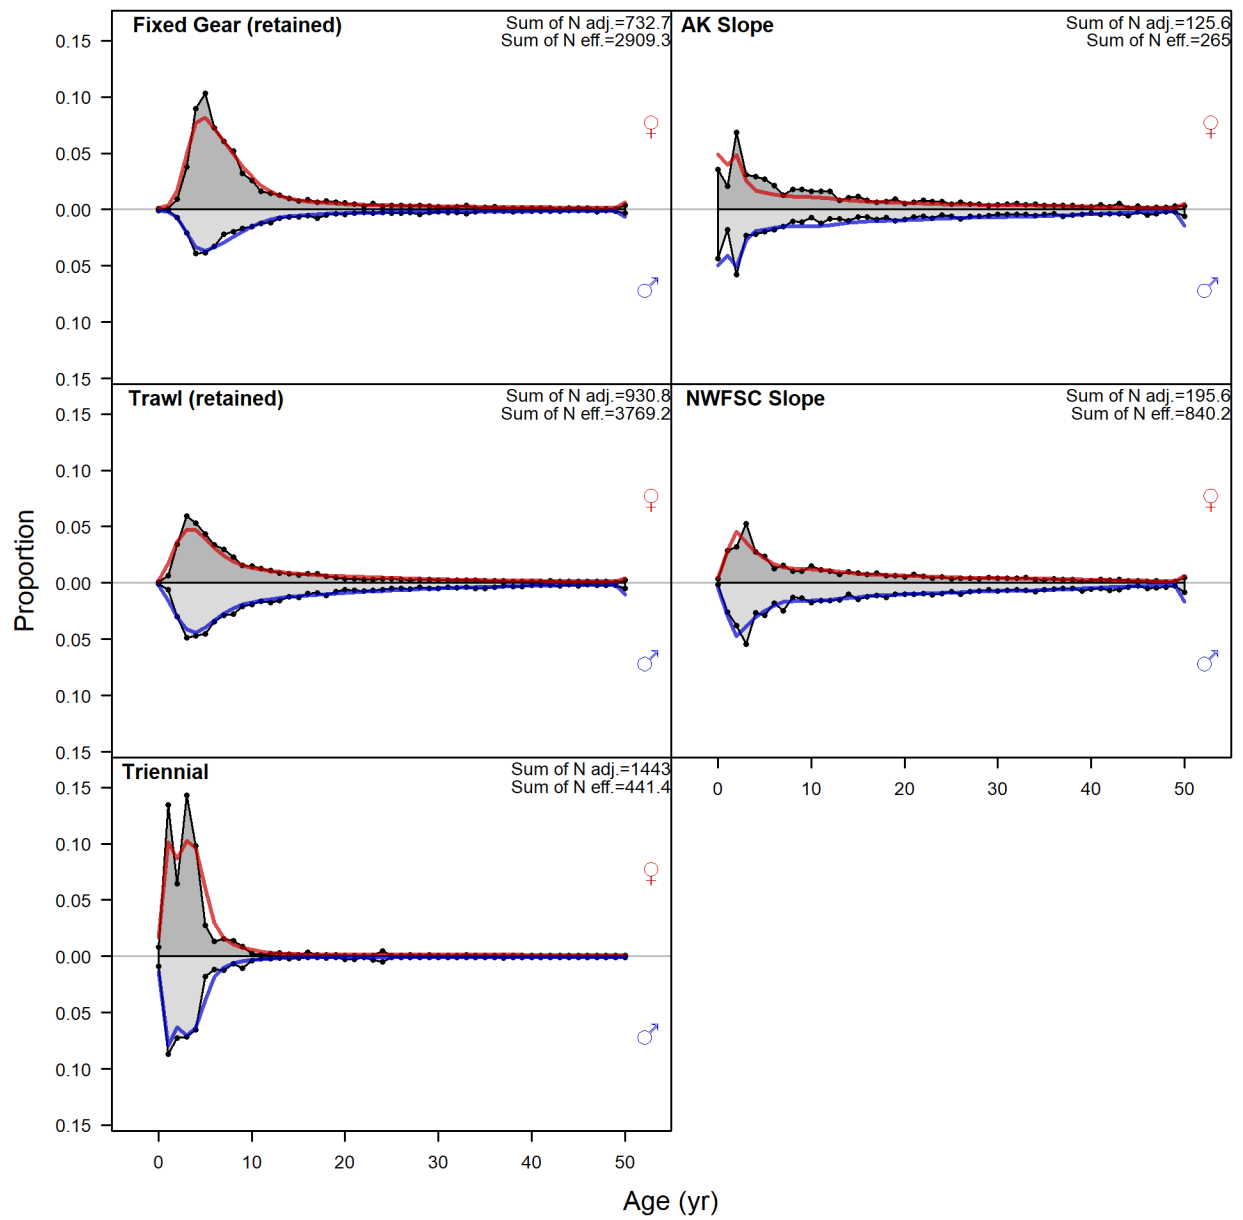 Fixed Gear (retained)
Sum of N adj.=732.7
Sum of N eff.=2909.3
0.15
0.10
0.05
0.00
0.05
0.10
0.15
♀
♂
AK Slope
Sum of N adj.=125.6
Sum of N eff.=265
♀
♂
Trawl (retained)
Sum of N adj.=930.8
Sum of N eff.=3769.2
0.15
0.10
0.05
0.00
0.05
0.10
0.15
♀
♂
NWFSC Slope
Sum of N adj.=195.6
Sum of N eff.=840.2
♀
♂
0 10 20 30 40 50
Triennial
Sum of N adj.=1443
Sum of N eff.=441.4
0.15
0.10
0.05
0.00
0.05
0.10
0.15
♀
♂
0 10 20 30 40 50
Proportion
Age (yr)